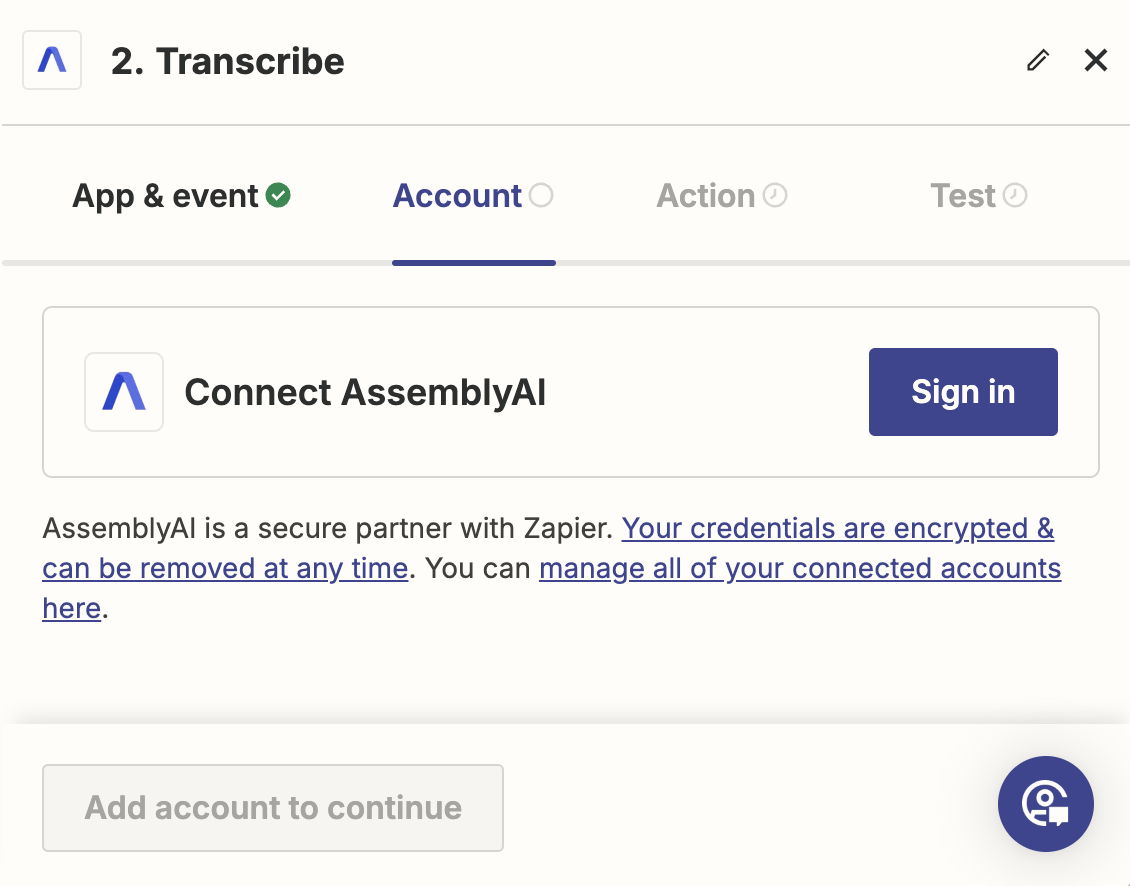 2. Transcribe
App & event
Account
Action
Test
Connect AssemblyAI
Sign in
AssemblyAI is a secure partner with Zapier. Your credentials are encrypted &
can be removed at any time. You can manage all of your connected accounts
here.
Add account to continue